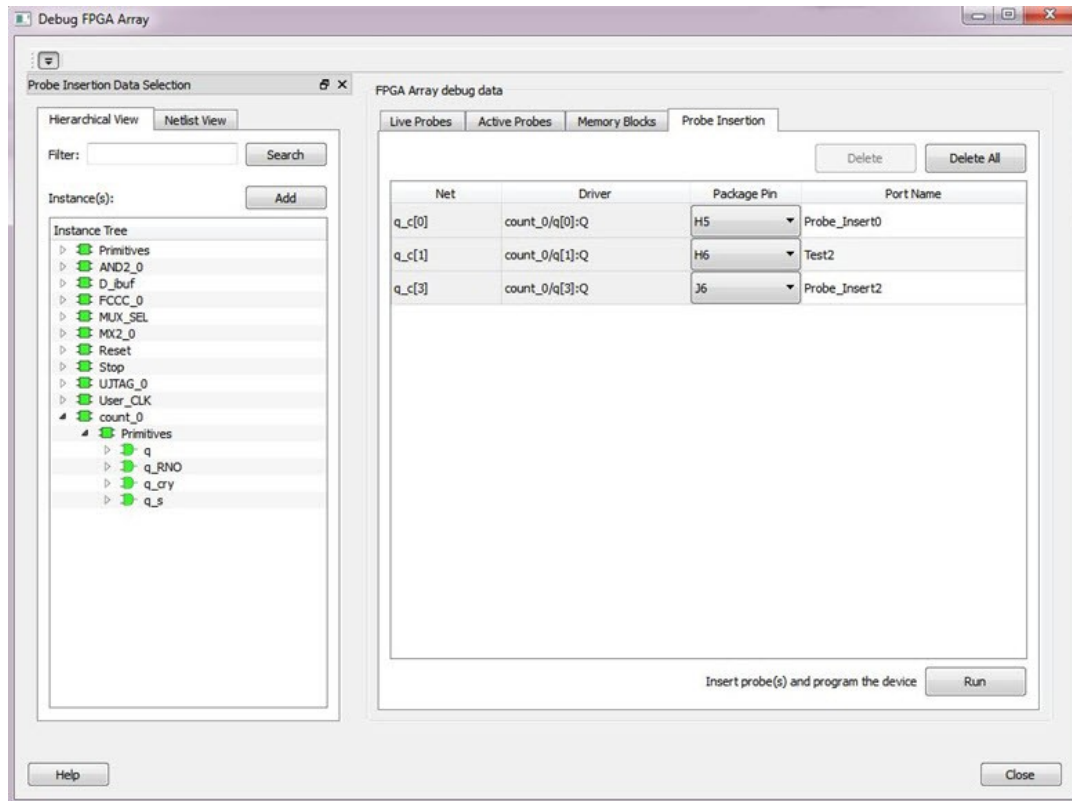 Debug FPGA Array
Probe Insertion Data Selection
Hierarchical View Netlist View
Filter: Search
Instance(s): Add
Instance Tree
Primitives
AND2_0
D_ibuf
FCCC_0
MUX_SEL
MX2_0
Reset
Stop
UJTAG_0
User_CLK
count_0
Primitives
q
q_RNO
q_cry
q_s
FPGA Array debug data
Live Probes Active Probes Memory Blocks Probe Insertion
Delete Delete All
Net Driver Package Pin Port Name
q_c[0] count_0/q[0]:Q H5 Probe_Insert0
q_c[1] count_0/q[1]:Q H6 Test2
q_c[3] count_0/q[3]:Q J6 Probe_Insert2
Insert probe(s) and program the device Run
Help Close